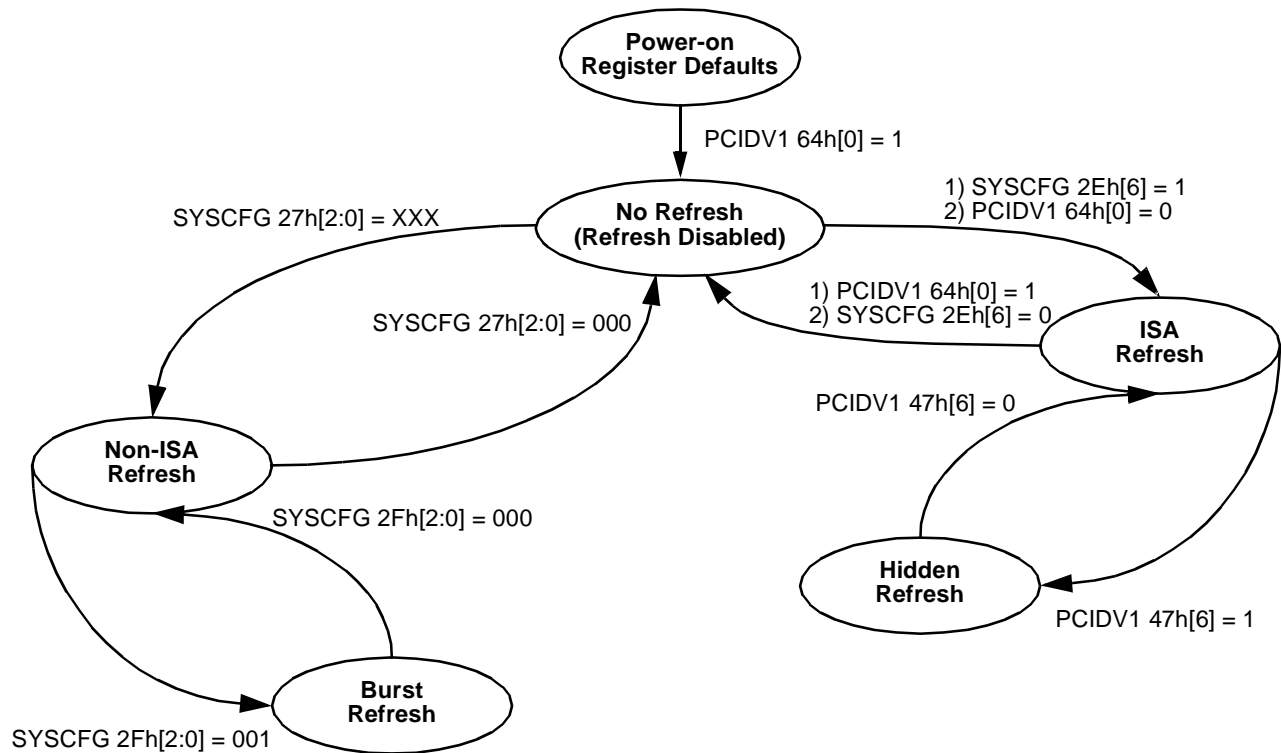 Power-on
Register Defaults
PCIDV1 64h[0] = 1
1) SYSCFG 2Eh[6] = 1
2) PCIDV1 64h[0] = 0
SYSCFG 27h[2:0] = XXX
No Refresh
(Refresh Disabled)
1) PCIDV1 64h[0] = 1
2) SYSCFG 2Eh[6] = 0
SYSCFG 27h[2:0] = 000
ISA
Refresh
PCIDV1 47h[6] = 0
Non-ISA
Refresh
SYSCFG 2Fh[2:0] = 000
Hidden
Refresh
PCIDV1 47h[6] = 1
Burst
Refresh
SYSCFG 2Fh[2:0] = 001